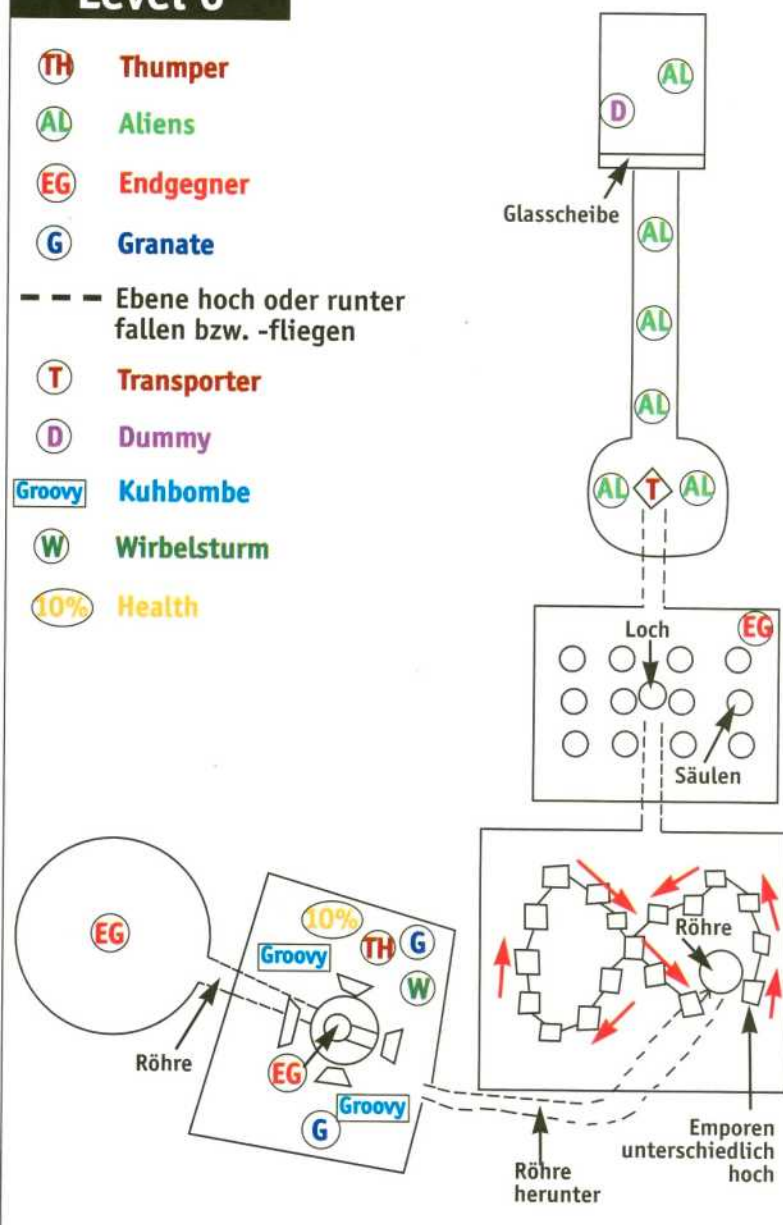 Level 6
TH Thumper
AL Aliens
EG Endgegner
G Granate
Ebene hoch oder runter
fallen bzw. -fliegen
T Transporter
D Dummy
Groovy Kuhbombe
W Wirbelsturm
10% Health
AL
D
Glasscheibe
AL
AL
AL
AL T AL
Loch
EG
Säulen
EG
Röhre
10%
Groovy
TH G
W
EG
Groovy
G
Röhre
Röhre
herunter
Emporen
unterschiedlich
hoch